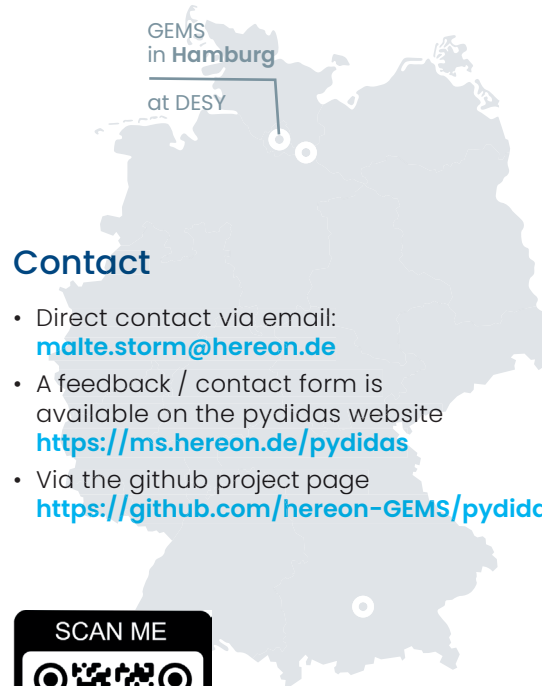 GEMS
in Hamburg
at DESY
Contact
• Direct contact via email:
malte.storm@hereon.de
• A feedback / contact form is
available on the pydidas website
https://ms.hereon.de/pydidas
• Via the github project page
https://github.com/hereon-GEMS/pydida
SCAN ME